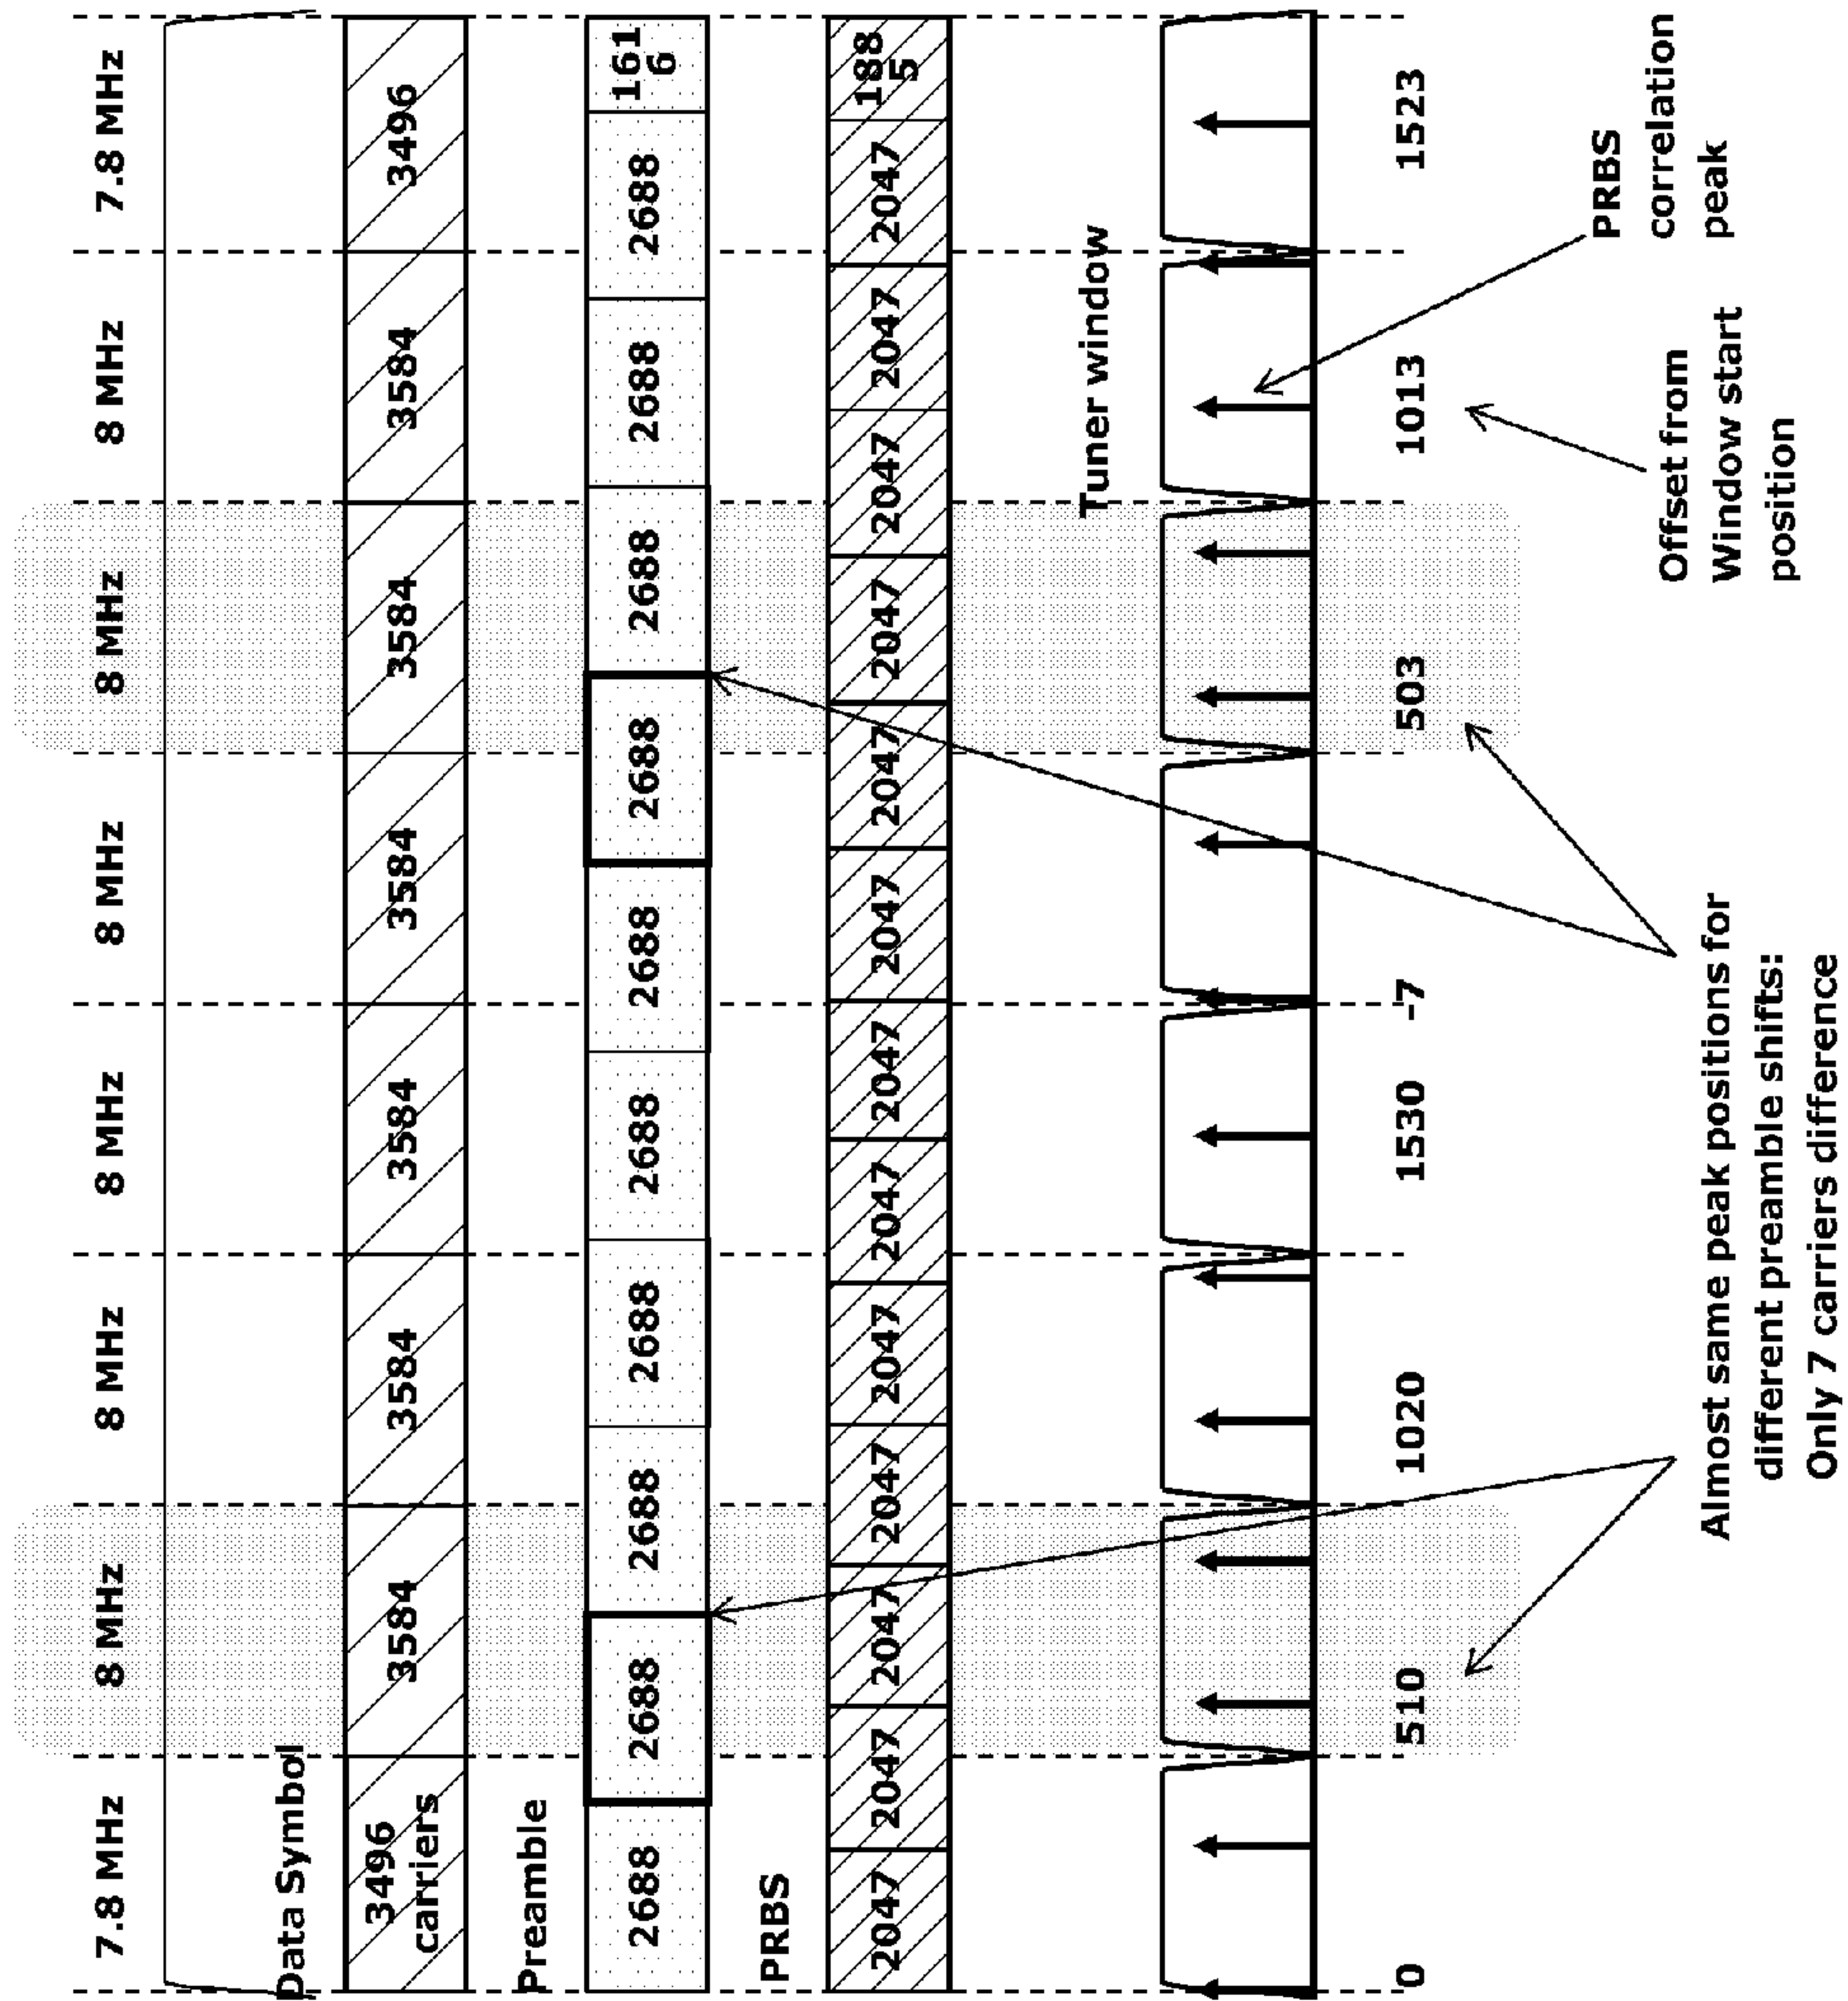 7.8 MHz
8 MHz
8 MHz
8 MHz
8 MHz
8 MHz
8 MHz
7.8 MHz
Data Symbol
3496
carriers
3584
3584
3584
3584
3584
3584
3496
Preamble
2688
2688
2688
2688
2688
2688
2688
2688
2688
2688
161
6
PRBS
2047
2047
2047
2047
2047
2047
2047
2047
2047
2047
2047
2047
2047
188
5
Tuner window
0
510
1020
1530
-7
503
1013
1523
Almost same peak positions for
different preamble shifts:
Only 7 carriers difference
Offset from
Window start
position
PRBS
correlation
peak